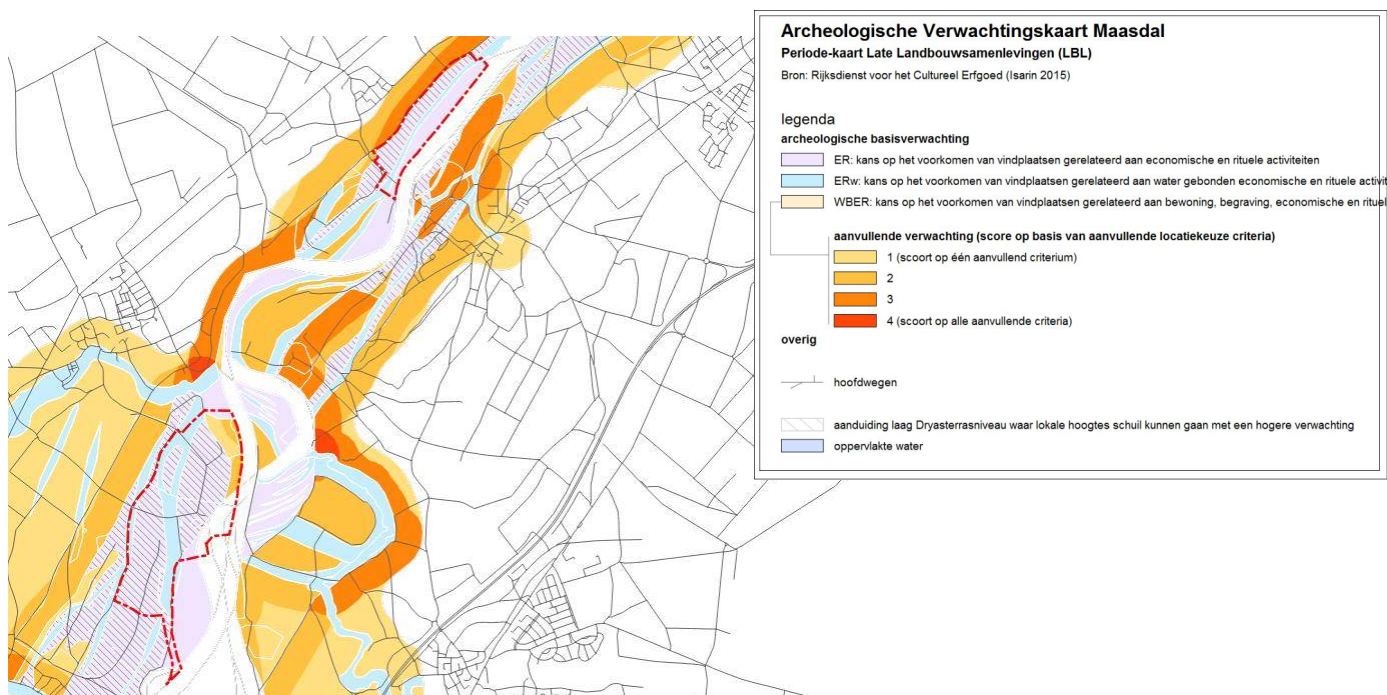 Archeologische Verwachtingskaart Maasdal
Periode-kaart Late Landbouwsamenlevingen (LBL)
Bron: Rijksdienst voor het Cultureel Erfgoed (Isarin 2015)
legenda
archeologische basisverwachting
ER: kans op het voorkomen van vindplaatsen gerelateerd aan economische en rituele activiteiten
ERw: kans op het voorkomen van vindplaatsen gerelateerd aan water gebonden economische en rituele activit
WBER: kans op het voorkomen van vindplaatsen gerelateerd aan bewoning, begraving, economische en rituel
aanvullende verwachting (score op basis van aanvullende locatiekeuze criteria)
1 (scoort op één aanvullend criterium)
2
3
4 (scoort op alle aanvullende criteria)
overig
hoofdwegen
aanduiding laag Dryasterrasniveau waar lokale hoogtes schuil kunnen gaan met een hogere verwachting
oppervlakte water